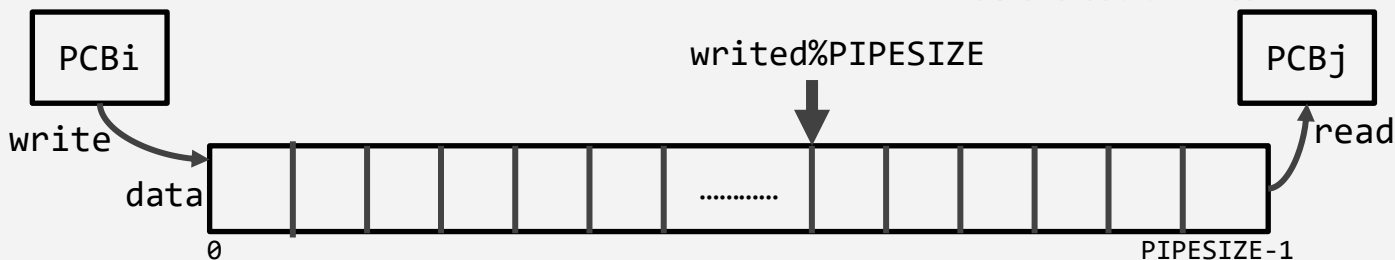 PCBi
writed%PIPESIZE
PCBj
write
read
data
............
0
PIPESIZE-1